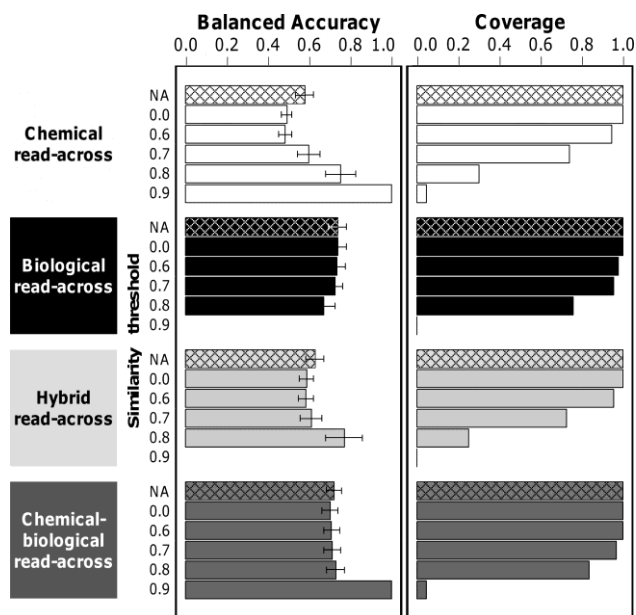 Balanced Accuracy
Coverage
0.0 0.2 0.4 0.6 0.8 1.0
0.0 0.2 0.4 0.6 0.8 1.0
Chemical
read-across
NA
0.0
0.6
0.7
0.8
0.9
Biological
read-across
NA
0.0
0.6
0.7
0.8
0.9
Similarity threshold
Hybrid
read-across
NA
0.0
0.6
0.7
0.8
0.9
Chemical-
biological
read-across
NA
0.0
0.6
0.7
0.8
0.9